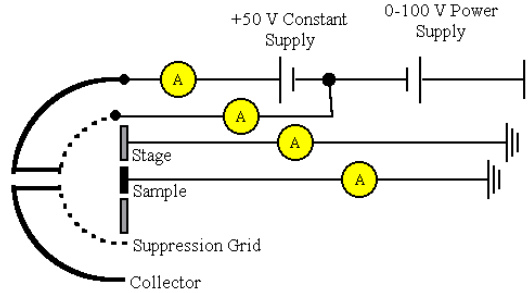 +50 V Constant
Supply
0-100 V Power
Supply
A
A
A
Stage
A
Sample
Suppression Grid
Collector